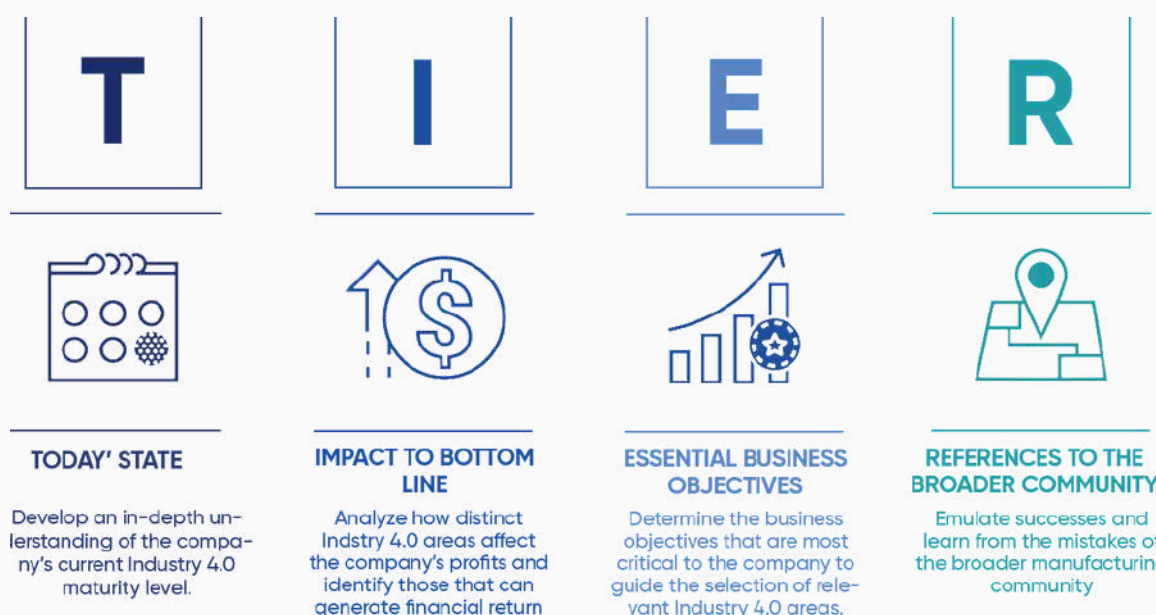 T
I
E
R
TODAY' STATE
Develop an in-depth un-
lerstanding of the compa-
ny's current Industry 4.0
maturity level.
IMPACT TO BOTTOM
LINE
Analyze how distinct
Indstry 4.0 areas affect
the company's profits and
identify those that can
generate financial return
ESSENTIAL BUSINESS
OBJECTIVES
Determine the business
objectives that are most
critical to the company to
guide the selection of rele-
vant Industry 4.0 areas.
REFERENCES TO THE
BROADER COMMUNITY
Emulate successes and
learn from the mistakes of
the broader manufacturing
community